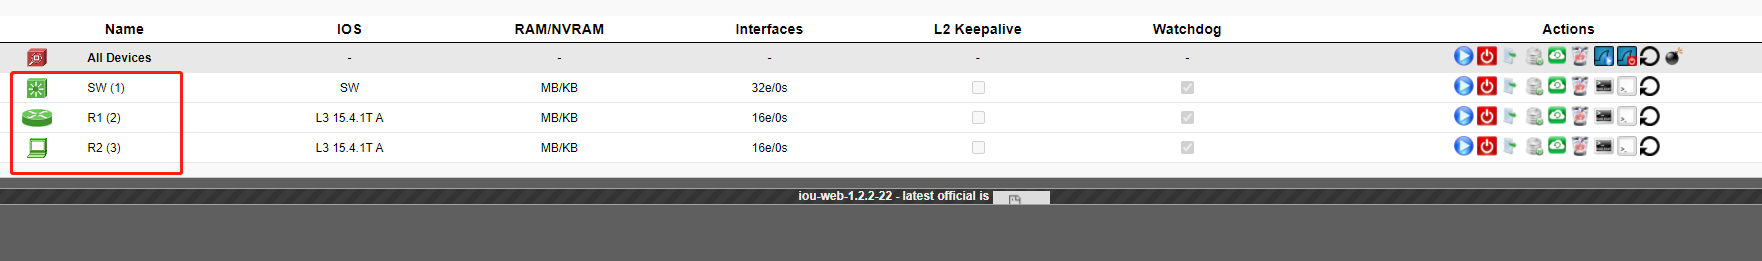 Name IOS RAM/NVRAM Interfaces L2 Keepalive Watchdog Actions
All Devices - - - - -
SW (1) SW MB/KB 32e/0s
R1 (2) L3 15.4.1T A MB/KB 16e/0s
R2 (3) L3 15.4.1T A MB/KB 16e/0s
iou-web-1.2.2-22 - latest official is